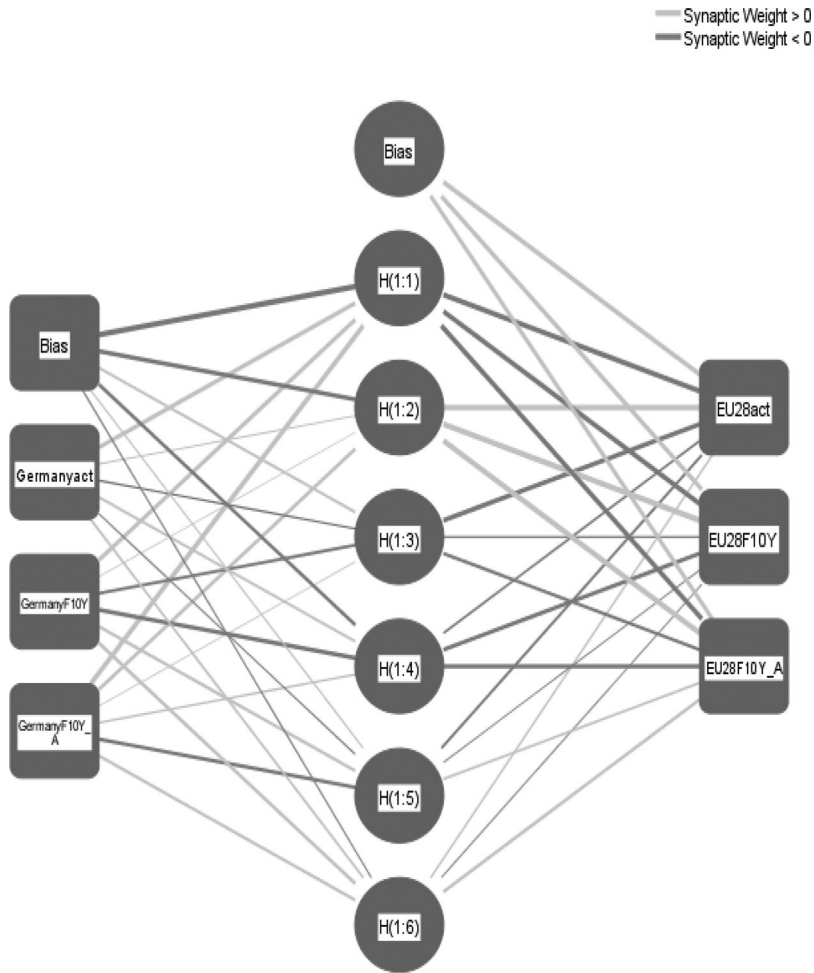 Synaptic Weight > 0
Synaptic Weight < 0
Bias
H(1:1)
H(1:2)
H(1:3)
H(1:4)
H(1:5)
H(1:6)
Bias
Germanyact
GermanyF10Y
GermanyF10Y_
A
EU28act
EU28F10Y
EU28F10Y_A